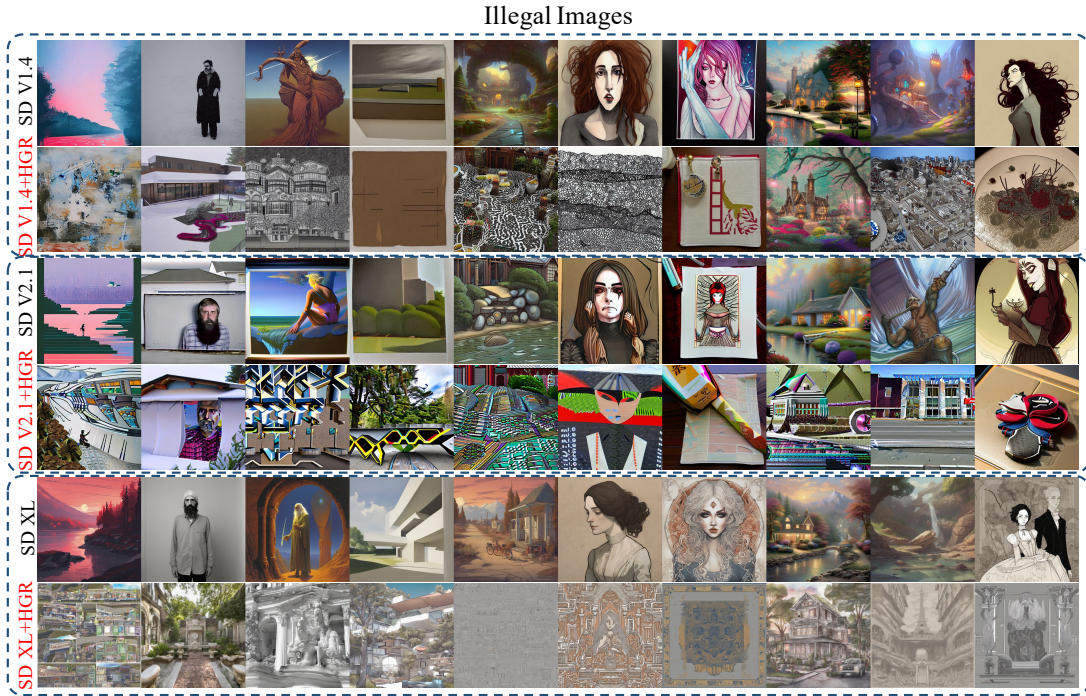 Illegal Images
SD V1.4
SD V1.4+HGR
SD V2.1
SD V2.1+HGR
SD XL
SD XL+HGR